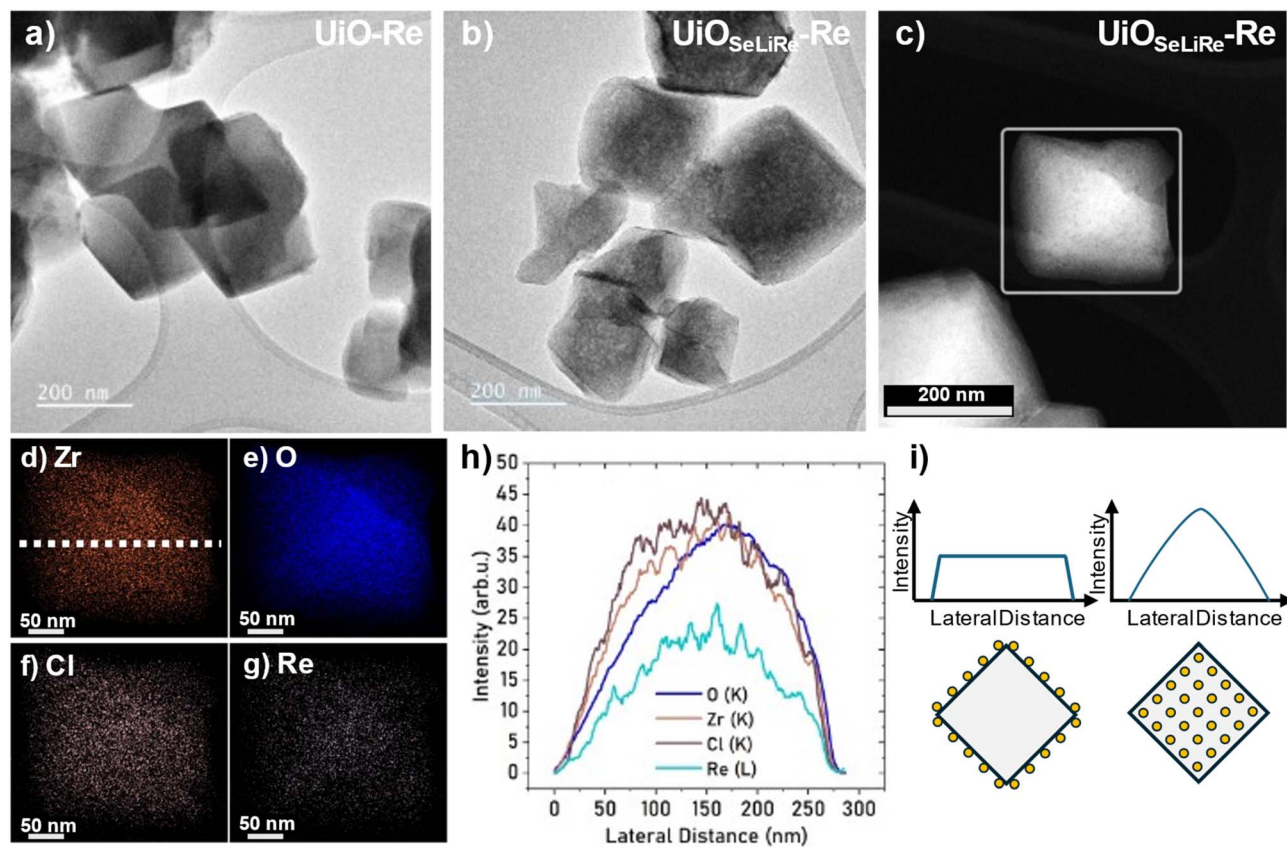 a) UiO-Re
200 nm
b) UiOSeLiRe-Re
200 nm
c) UiOSeLiRe-Re
200 nm
d) Zr
50 nm
e) O
50 nm
f) Cl
50 nm
g) Re
50 nm
h)
Intensity (arb.u.)
50
45
40
35
30
25
20
15
10
5
0
O (K)
Zr (K)
Cl (K)
Re (L)
0 50 100 150 200 250 300
Lateral Distance (nm)
i)
Intensity
Lateral Distance
Intensity
Lateral Distance